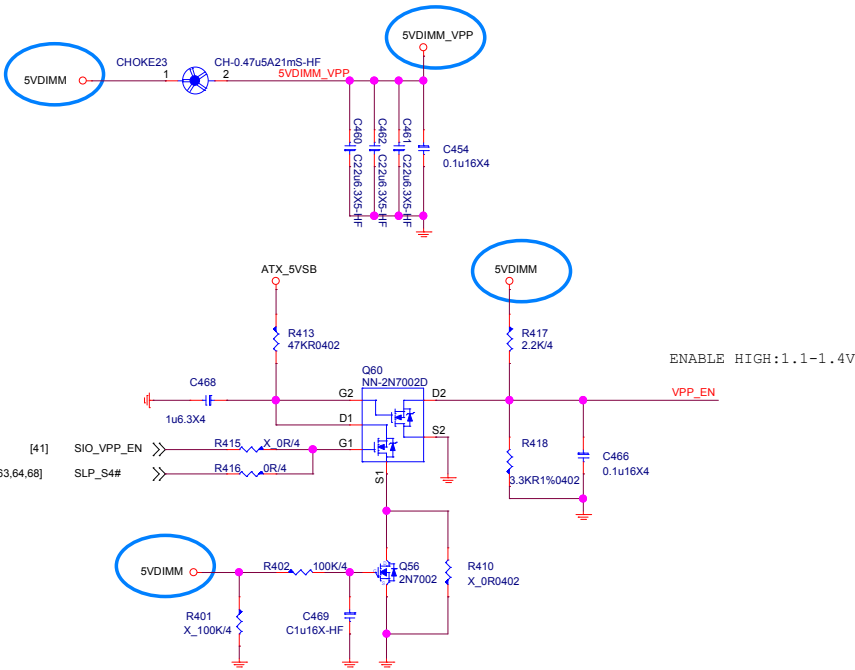 5VDIMM_VPP
CHOKE23
CH-0.47u5A21mS-HF
5VDIMM
1
2
5VDIMM_VPP
C460
C22u6.3X5-HF
C462
C22u6.3X5-HF
C461
C22u6.3X5-HF
C454
0.1u16X4
ATX_5VSB
5VDIMM
R413
47KR0402
R417
2.2K/4
ENABLE HIGH:1.1-1.4V
Q60
NN-2N7002D
C468
1u6.3X4
G2
D2
VPP_EN
D1
S2
G1
S1
[41]
SIO_VPP_EN
R415
X_0R/4
63,64,68]
SLP_S4#
R416
0R/4
R418
3.3KR1%0402
C466
0.1u16X4
5VDIMM
R402
100K/4
Q56
2N7002
R410
X_0R0402
R401
X_100K/4
C469
C1u16X-HF